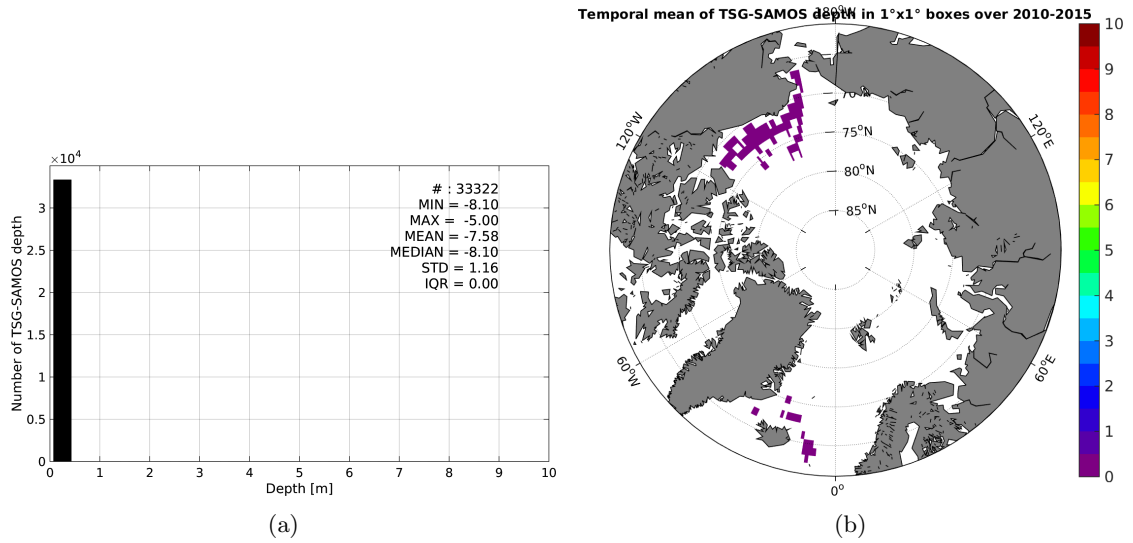 ×10⁴
3
2.5
2
1.5
1
0.5
0
0 1 2 3 4 5 6 7 8 9 10
Number of TSG-SAMOS depth
Depth [m]
# : 33322
MIN = -8.10
MAX = -5.00
MEAN = -7.58
MEDIAN = -8.10
STD = 1.16
IQR = 0.00
(a)
Temporal mean of TSG-SAMOS depth in 1°x1° boxes over 2010-2015
180°W
120°W
120°E
70°N
75°N
80°N
85°N
60°W
60°E
0°
10
9
8
7
6
5
4
3
2
1
0
(b)